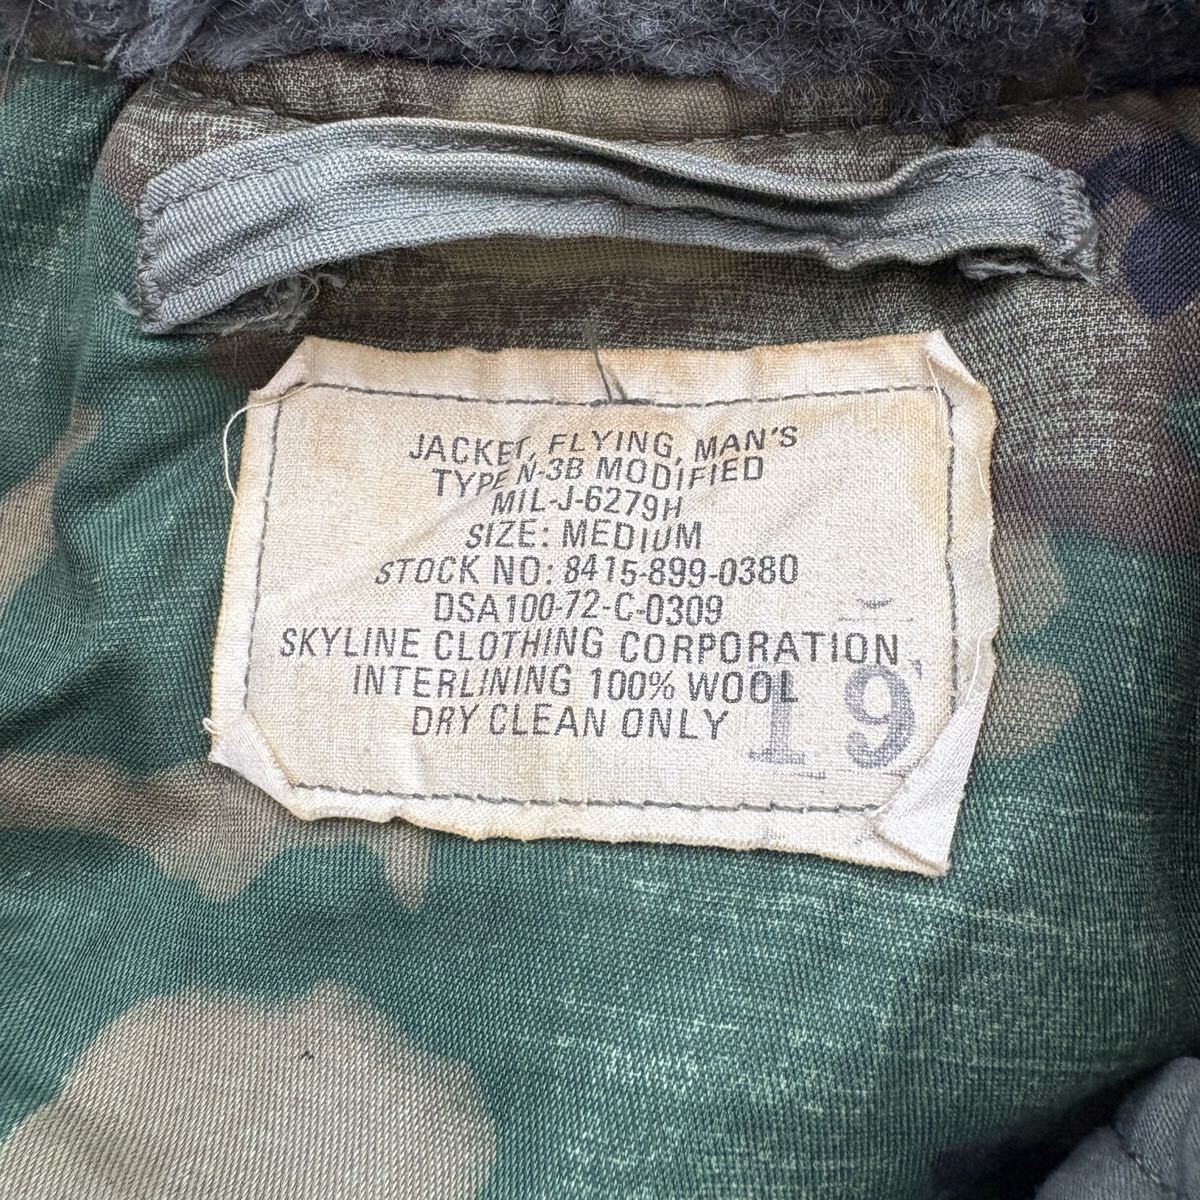 JACKET, FLYING, MAN'S
TYPE N-3B MODIFIED
MIL-J-6279H
SIZE: MEDIUM
STOCK NO: 8415-899-0380
DSA100-72-C-0309
SKYLINE CLOTHING CORPORATION
INTERLINING 100% WOOL
DRY CLEAN ONLY
19